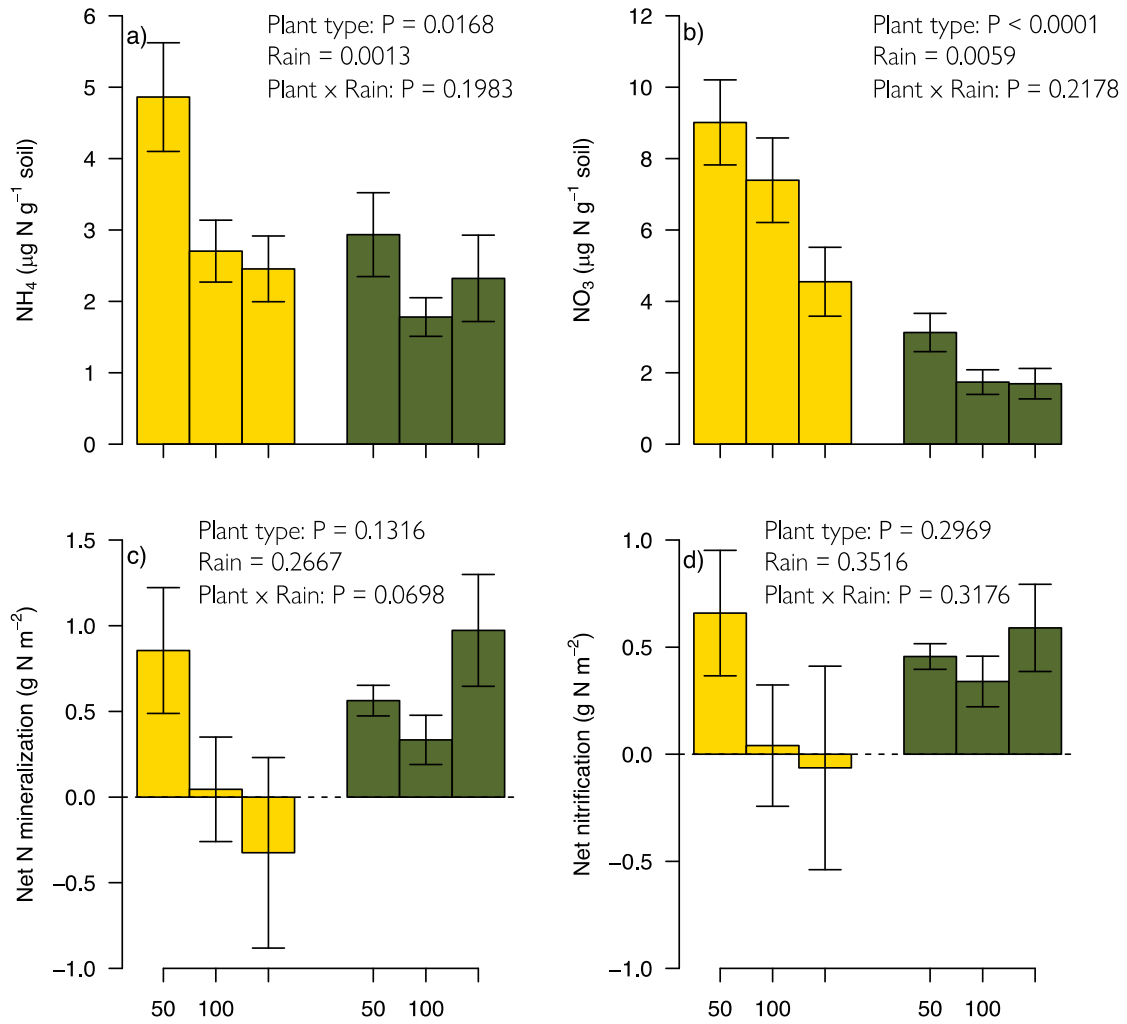 a)
Plant type: P = 0.0168
Rain = 0.0013
Plant x Rain: P = 0.1983
NH₄ (µg N g⁻¹ soil)
6
5
4
3
2
1
0
b)
Plant type: P < 0.0001
Rain = 0.0059
Plant x Rain: P = 0.2178
NO₃ (µg N g⁻¹ soil)
12
10
8
6
4
2
0
c)
Plant type: P = 0.1316
Rain = 0.2667
Plant x Rain: P = 0.0698
Net N mineralization (g N m⁻²)
1.5
1.0
0.5
0.0
−0.5
−1.0
50 100 50 100
d)
Plant type: P = 0.2969
Rain = 0.3516
Plant x Rain: P = 0.3176
Net nitrification (g N m⁻²)
1.0
0.5
0.0
−0.5
−1.0
50 100 50 100